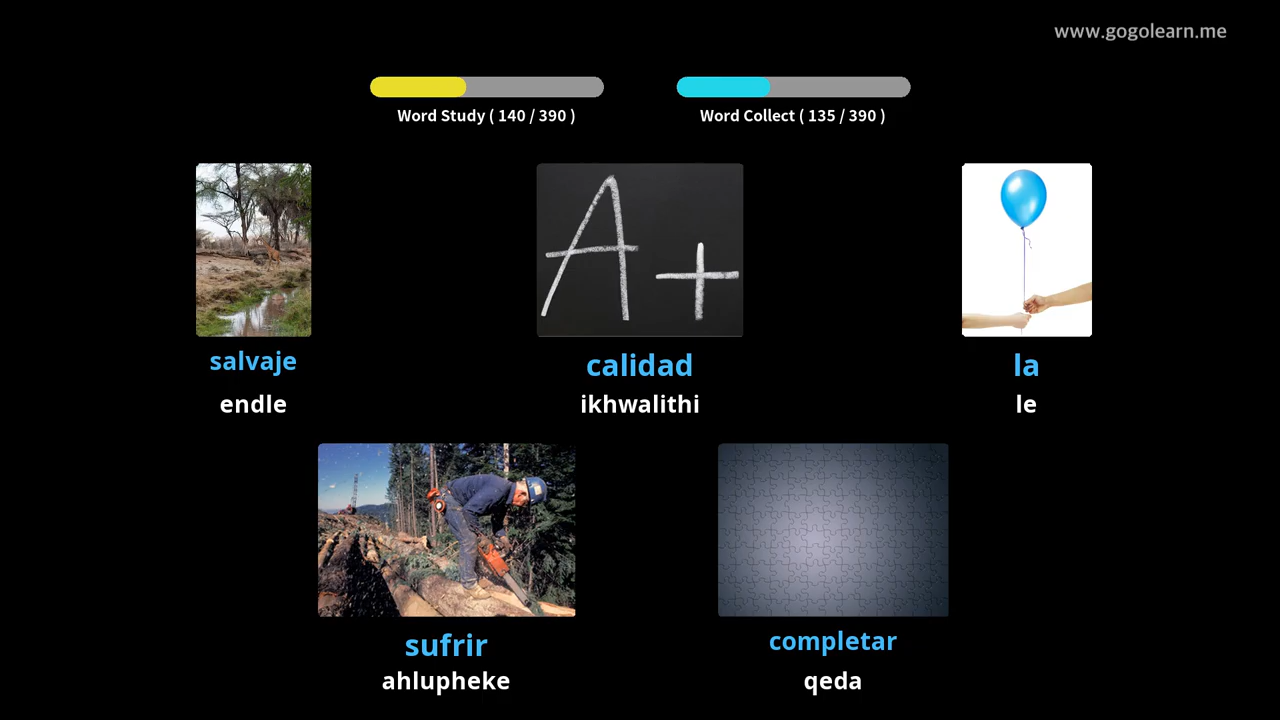 www.gogolearn.me
Word Study ( 140 / 390 )
Word Collect ( 135 / 390 )
A+
salvaje
endle
calidad
ikhwalithi
la
le
sufrir
ahlupheke
completar
qeda